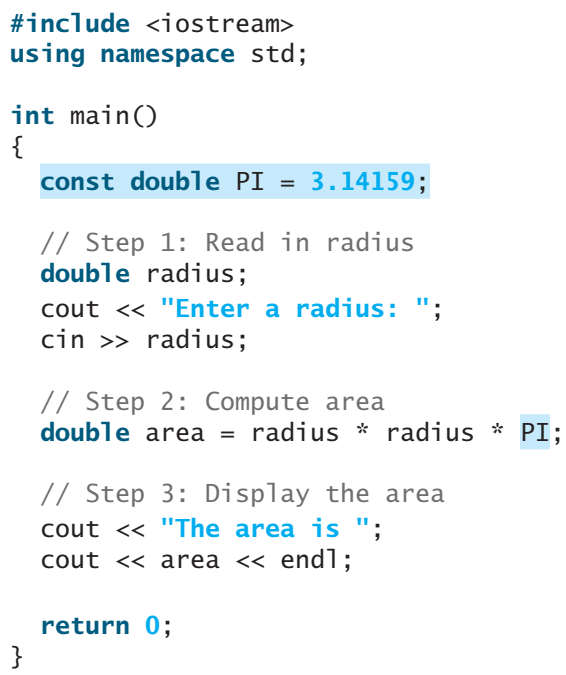 #include <iostream>
using namespace std;

int main()
{
  const double PI = 3.14159;

  // Step 1: Read in radius
  double radius;
  cout << "Enter a radius: ";
  cin >> radius;

  // Step 2: Compute area
  double area = radius * radius * PI;

  // Step 3: Display the area
  cout << "The area is ";
  cout << area << endl;

  return 0;
}